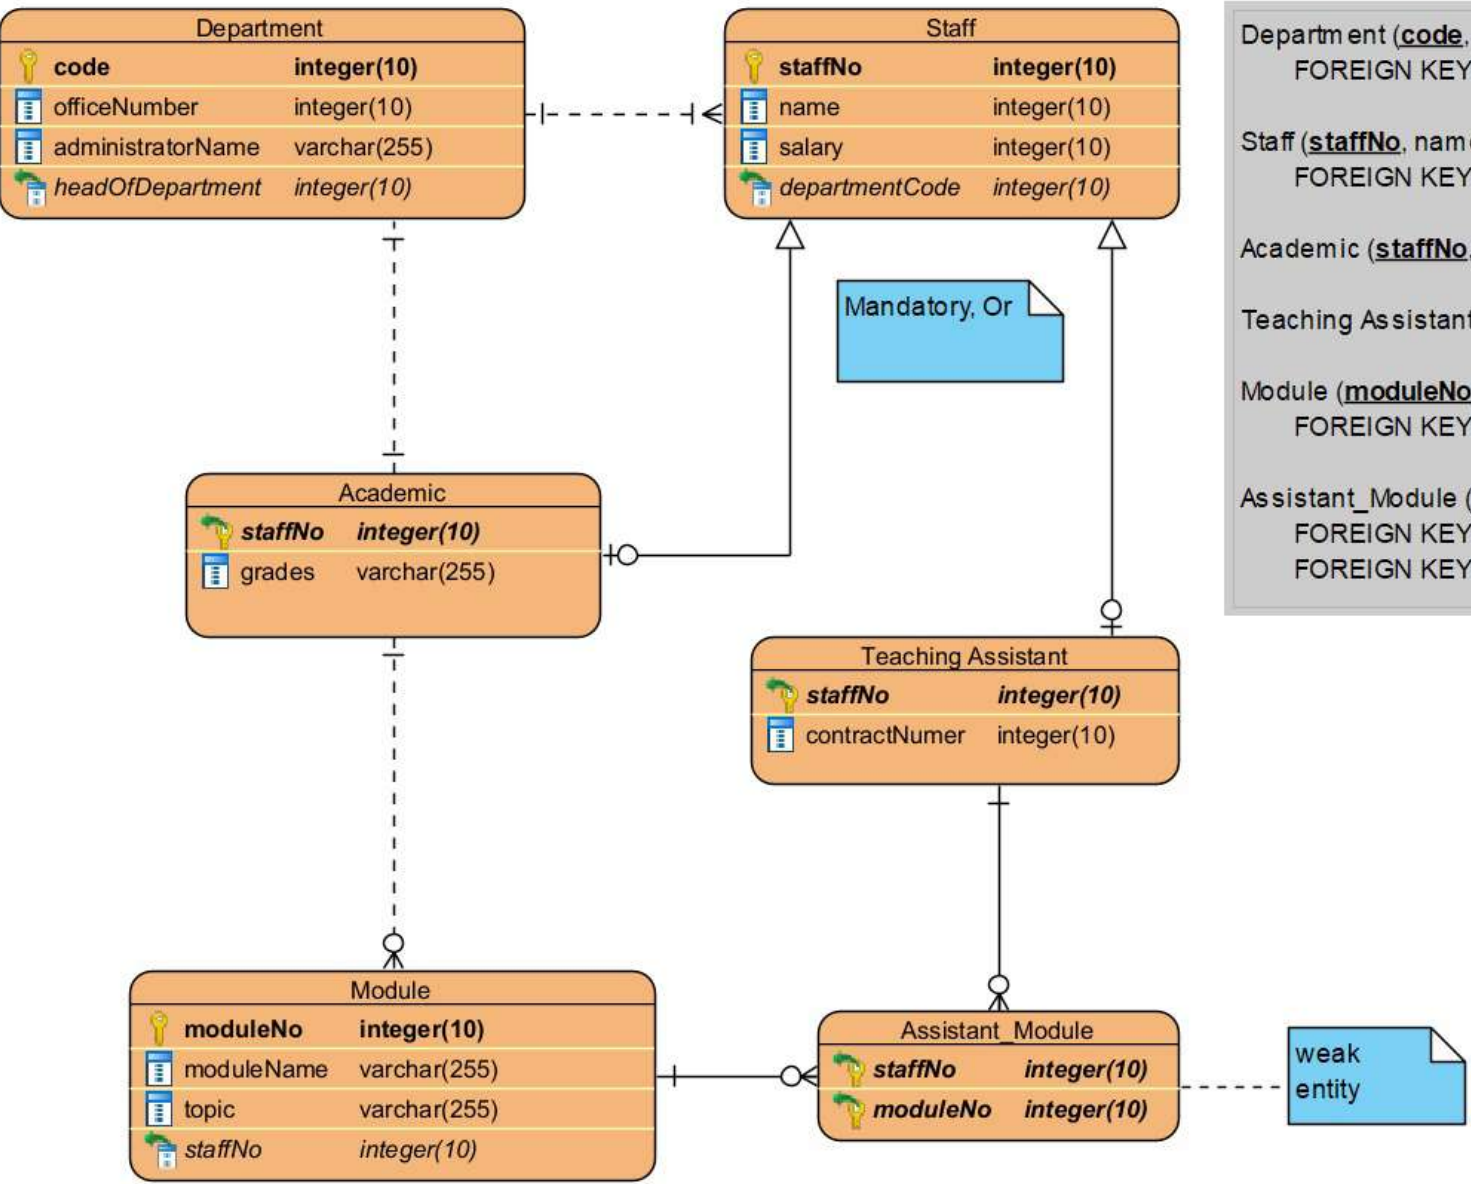 Department
code integer(10)
officeNumber integer(10)
administratorName varchar(255)
headOfDepartment integer(10)
Staff
staffNo integer(10)
name integer(10)
salary integer(10)
departmentCode integer(10)
Mandatory, Or
Academic
staffNo integer(10)
grades varchar(255)
Teaching Assistant
staffNo integer(10)
contractNumer integer(10)
Module
moduleNo integer(10)
moduleName varchar(255)
topic varchar(255)
staffNo integer(10)
Assistant_Module
staffNo integer(10)
moduleNo integer(10)
weak
entity
Department (code,
FOREIGN KEY
Staff (staffNo, name
FOREIGN KEY
Academic (staffNo,
Teaching Assistant
Module (moduleNo
FOREIGN KEY
Assistant_Module (
FOREIGN KEY
FOREIGN KEY